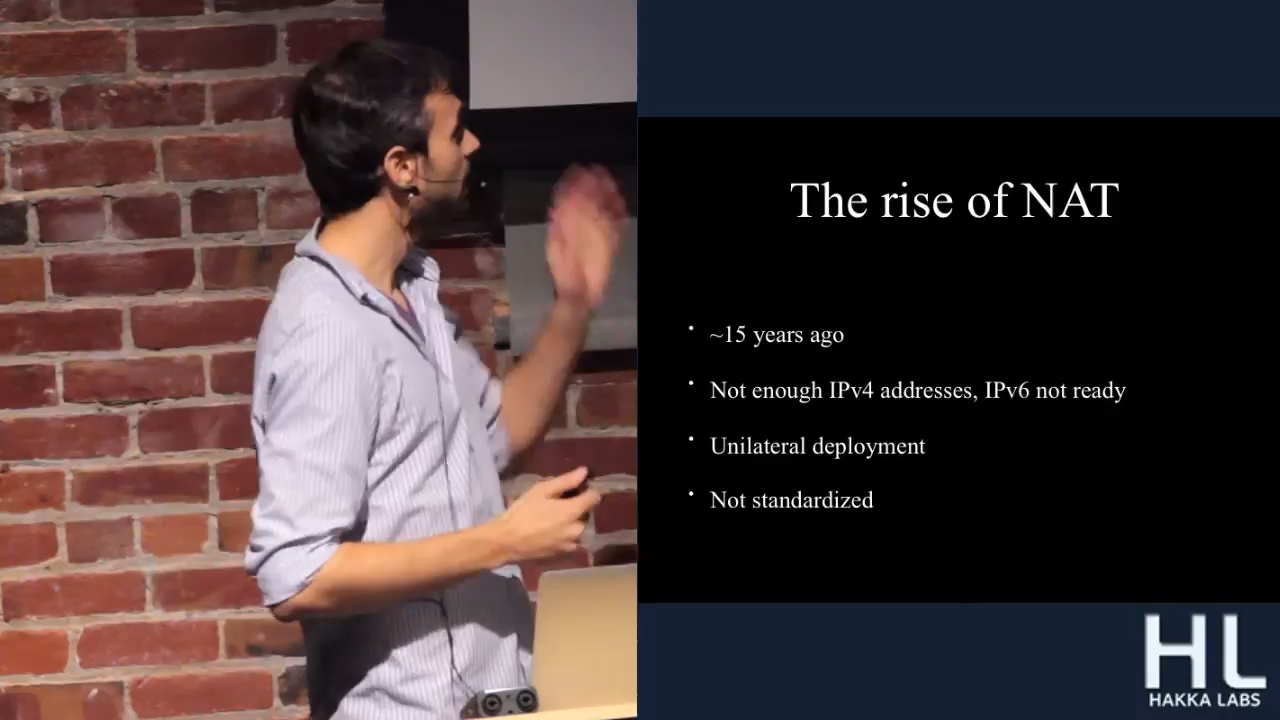 The rise of NAT
~15 years ago
Not enough IPv4 addresses, IPv6 not ready
Unilateral deployment
Not standardized
HL
HAKKA LABS